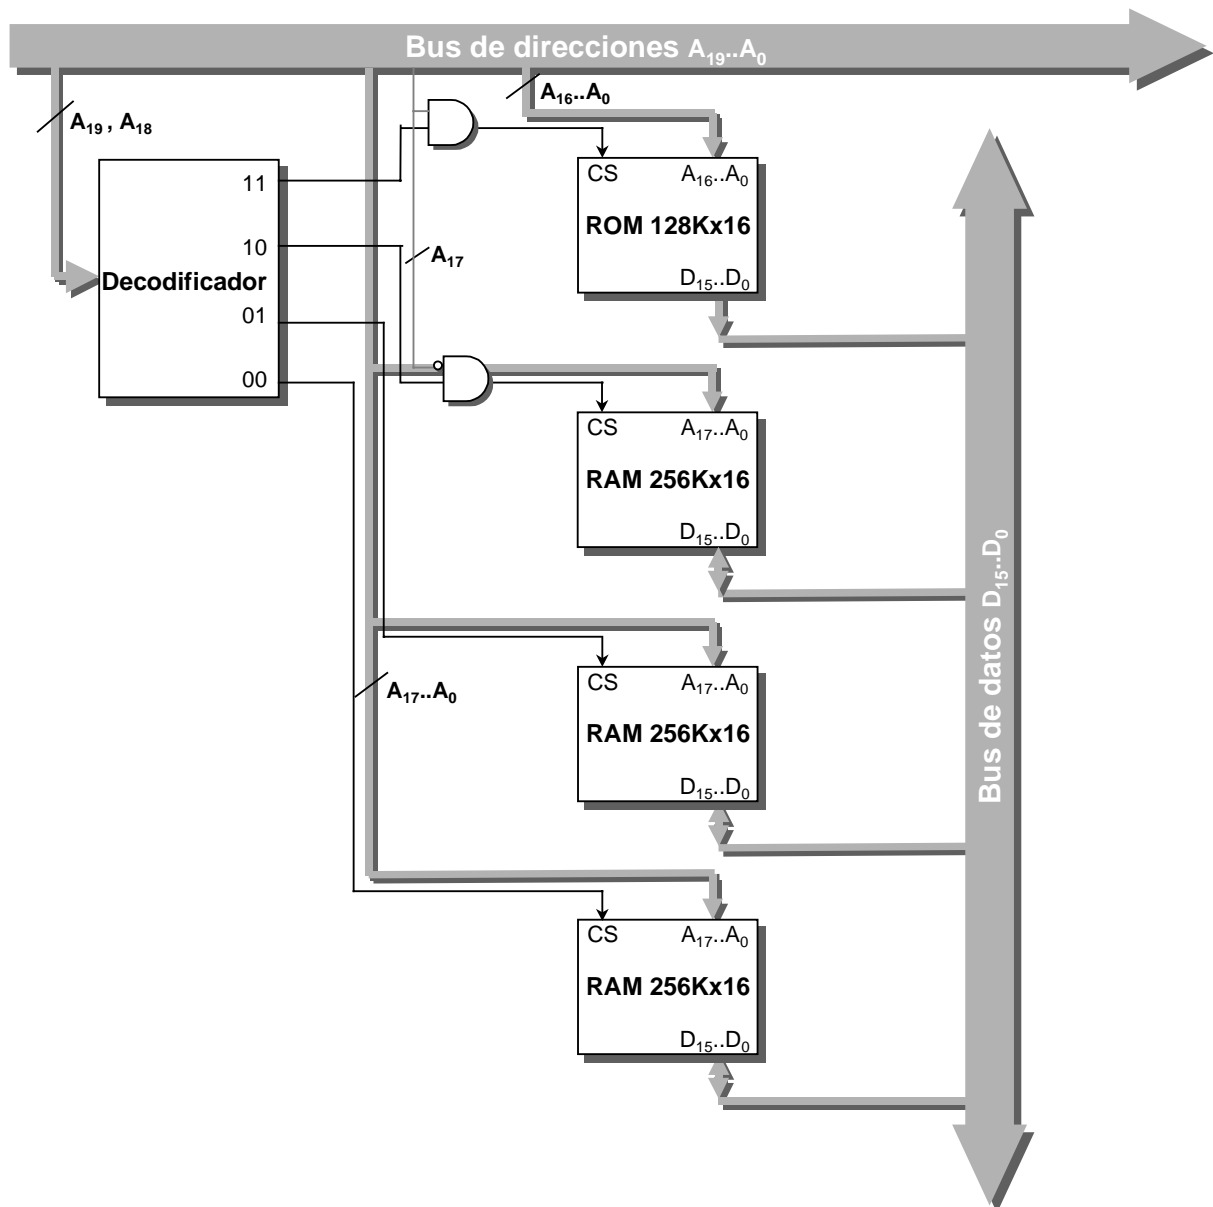 Bus de direcciones A19..A0
A16..A0
A19 , A18
11
10
Decodificador
01
00
A17
CS A16..A0
ROM 128Kx16
D15..D0
CS A17..A0
RAM 256Kx16
D15..D0
A17..A0
CS A17..A0
RAM 256Kx16
D15..D0
CS A17..A0
RAM 256Kx16
D15..D0
Bus de datos D15..D0